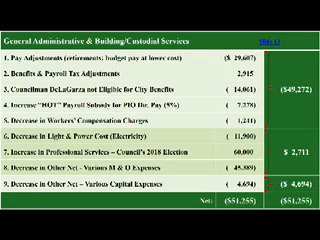 General Administrative & Building/Custodial Services Slide 12
1. Pay Adjustments (retirements; budget pay at lower cost) ($ 29,607)
2. Benefits & Payroll Tax Adjustments 2,915
3. Councilman DeLaGarza not Eligible for City Benefits ( 14,061) ($49,272)
4. Increase "HOT" Payroll Subsidy for PIO Dir. Pay (5%) ( 7,278)
5. Decrease in Workers' Compensation Charges ( 1,241)
6. Decrease in Light & Power Cost (Electricity) ( 11,900)
7. Increase in Professional Services – Council's 2018 Election 60,000 $ 2,711
8. Decrease in Other Net - Various M & O Expenses ( 45,389)
9. Decrease in Other Net – Various Capital Expenses ( 4,694) ($ 4,694)
Net: ($51,255) ($51,255)